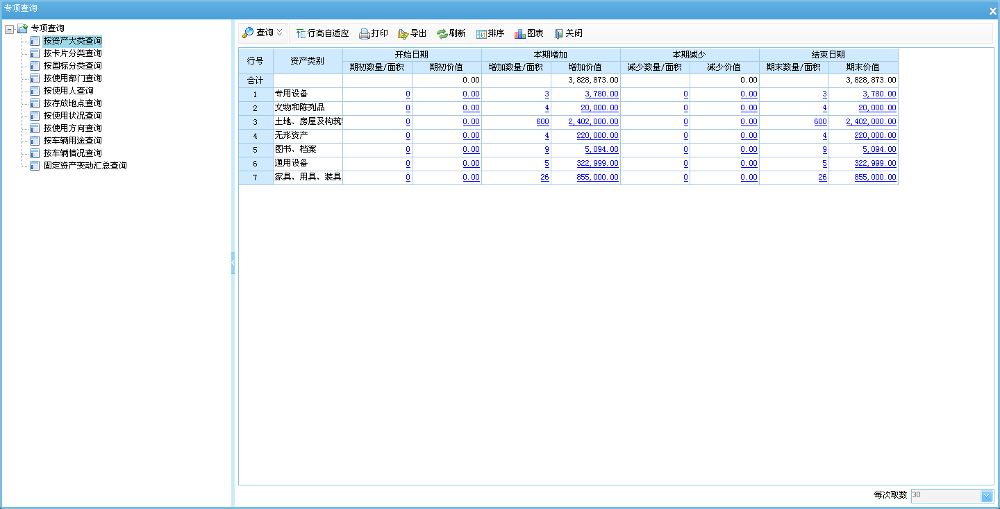 专项查询
专项查询
按资产大类查询
按卡片分类查询
按国标分类查询
按使用部门查询
按使用人查询
按存放地点查询
按使用状况查询
按使用方向查询
按车辆用途查询
按车辆情况查询
固定资产变动汇总查询
查询 行高自适应 打印 导出 刷新 排序 图表 关闭
行号 资产类别 开始日期 本期增加 本期减少 结束日期
期初数量/面积 期初价值 增加数量/面积 增加价值 减少数量/面积 减少价值 期末数量/面积 期末价值
合计 0.00 3,828,873.00 0.00 3,828,873.00
1 专用设备 0 0.00 3 3,780.00 0 0.00 3 3,780.00
2 文物和陈列品 0 0.00 4 20,000.00 0 0.00 4 20,000.00
3 土地、房屋及构筑 0 0.00 600 2,402,000.00 0 0.00 600 2,402,000.00
4 无形资产 0 0.00 4 220,000.00 0 0.00 4 220,000.00
5 图书、档案 0 0.00 9 5,094.00 0 0.00 9 5,094.00
6 通用设备 0 0.00 5 322,999.00 0 0.00 5 322,999.00
7 家具、用具、装具 0 0.00 26 855,000.00 0 0.00 26 855,000.00
每次取数 30